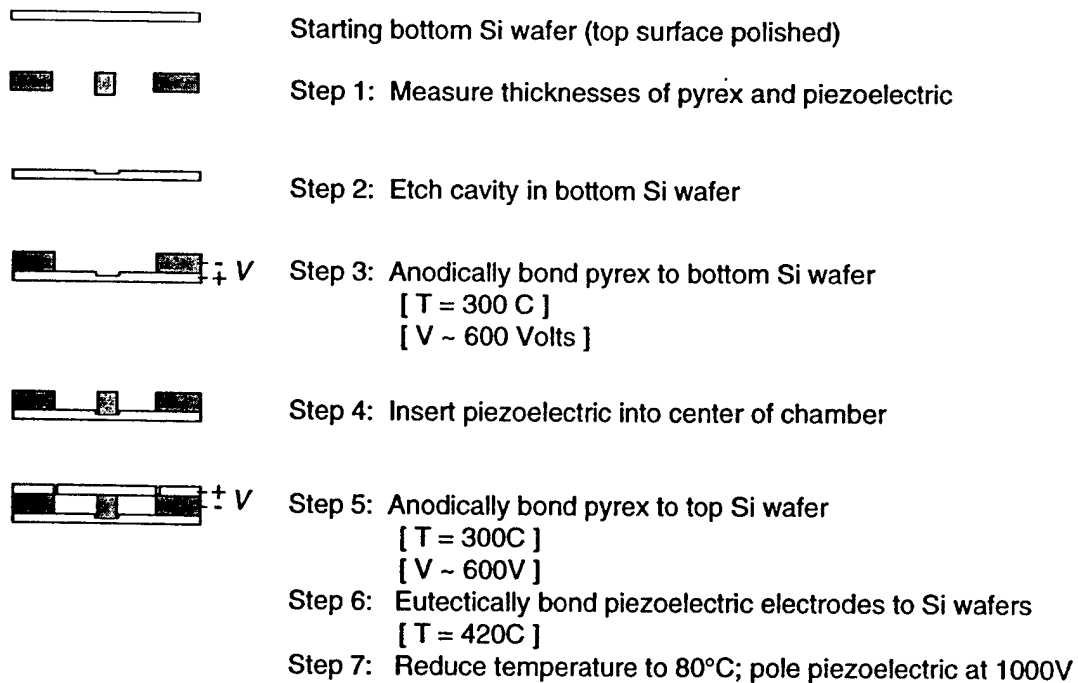 Starting bottom Si wafer (top surface polished)
Step 1: Measure thicknesses of pyrex and piezoelectric
Step 2: Etch cavity in bottom Si wafer
- V
+
Step 3: Anodically bond pyrex to bottom Si wafer
[ T = 300 C ]
[ V ~ 600 Volts ]
Step 4: Insert piezoelectric into center of chamber
+ V
-
Step 5: Anodically bond pyrex to top Si wafer
[ T = 300C ]
[ V ~ 600V ]
Step 6: Eutectically bond piezoelectric electrodes to Si wafers
[ T = 420C ]
Step 7: Reduce temperature to 80°C; pole piezoelectric at 1000V